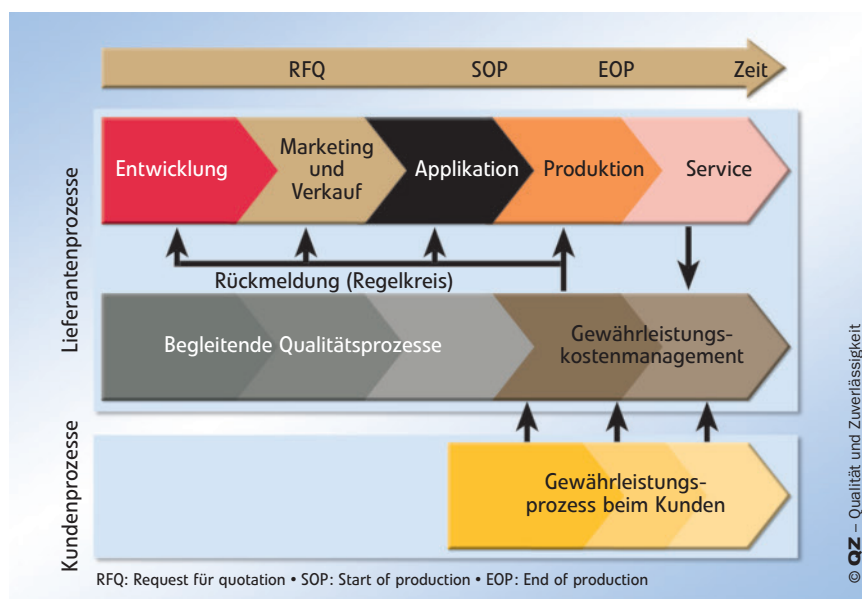 RFQ SOP EOP Zeit
Lieferantenprozesse
Entwicklung
Marketing
und
Verkauf
Applikation
Produktion
Service
Rückmeldung (Regelkreis)
Begleitende Qualitätsprozesse
Gewährleistungs-
kostenmanagement
Kundenprozesse
Gewährleistungs-
prozess beim Kunden
RFQ: Request für quotation • SOP: Start of production • EOP: End of production
© QZ – Qualität und Zuverlässigkeit